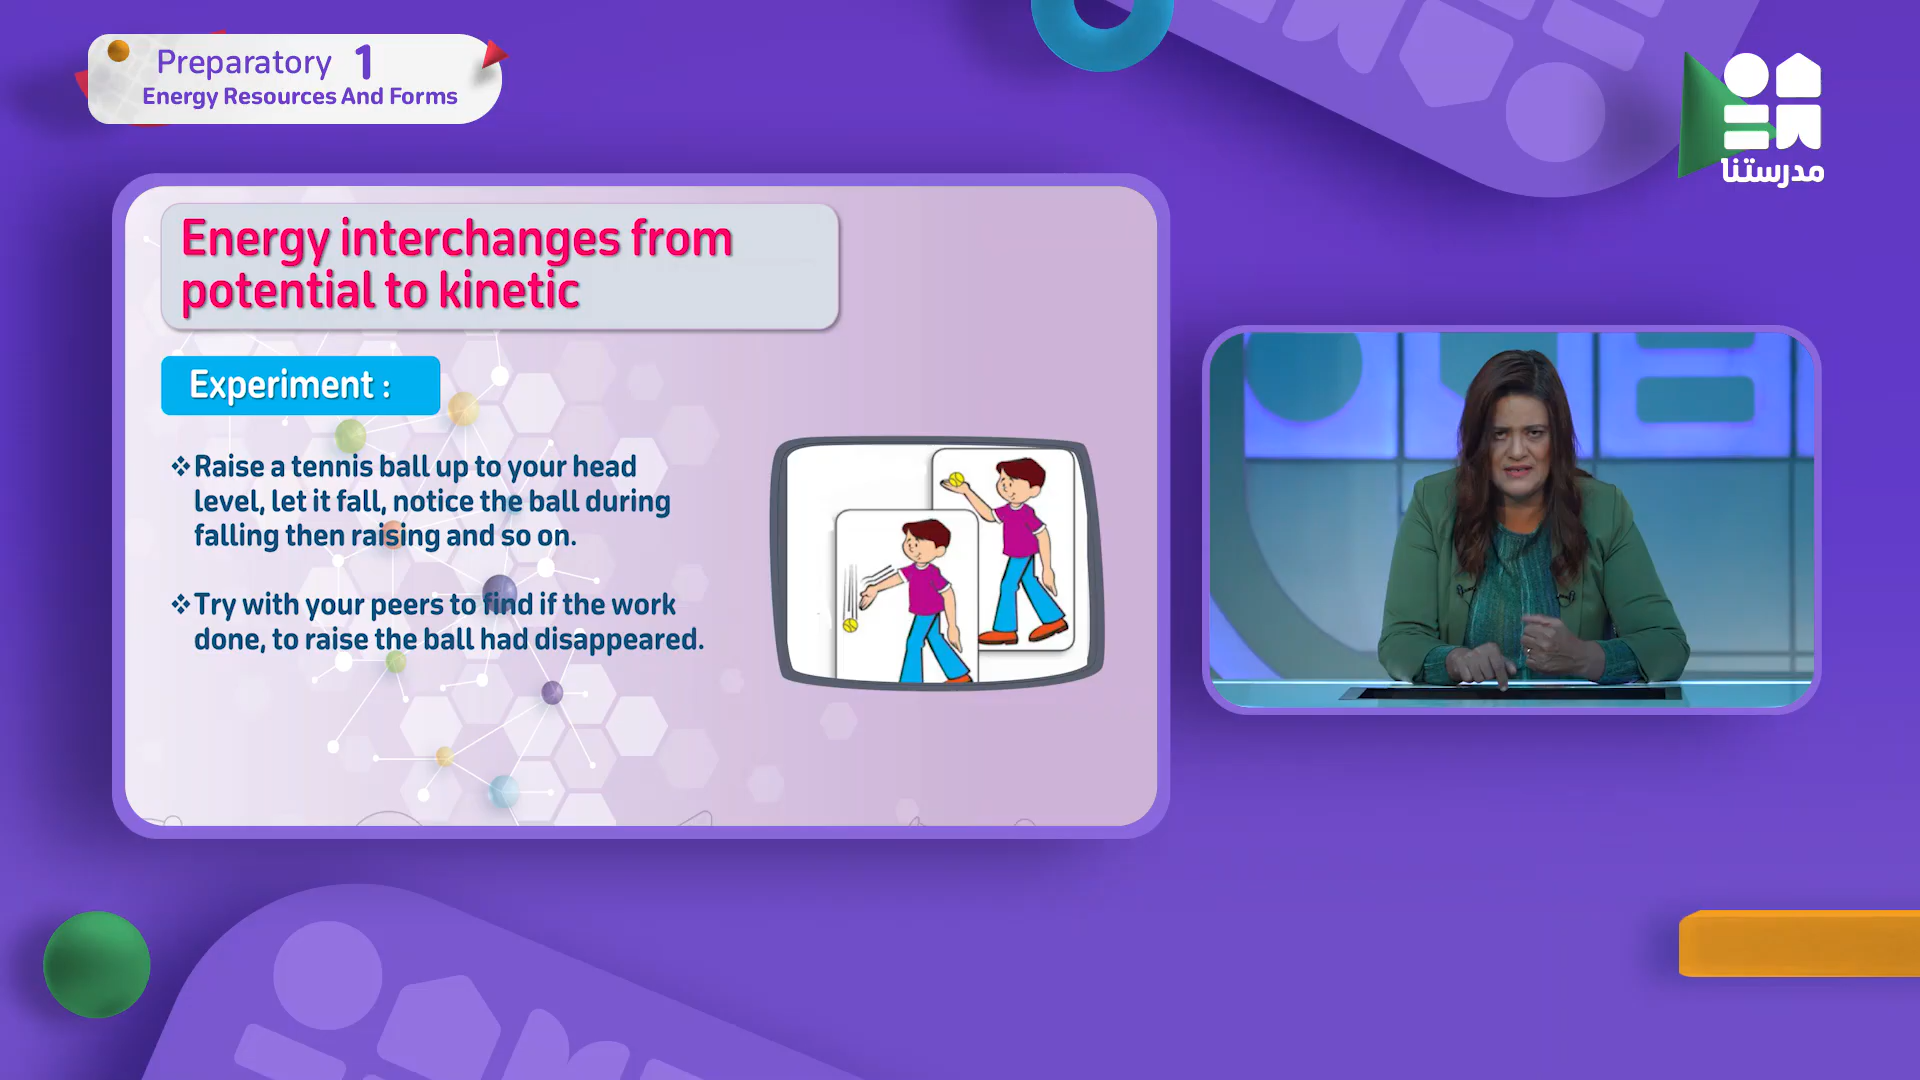 Preparatory 1
Energy Resources And Forms
مدرستنا
Energy interchanges from
potential to kinetic
Experiment :
❖Raise a tennis ball up to your head
level, let it fall, notice the ball during
falling then raising and so on.
❖Try with your peers to find if the work
done, to raise the ball had disappeared.